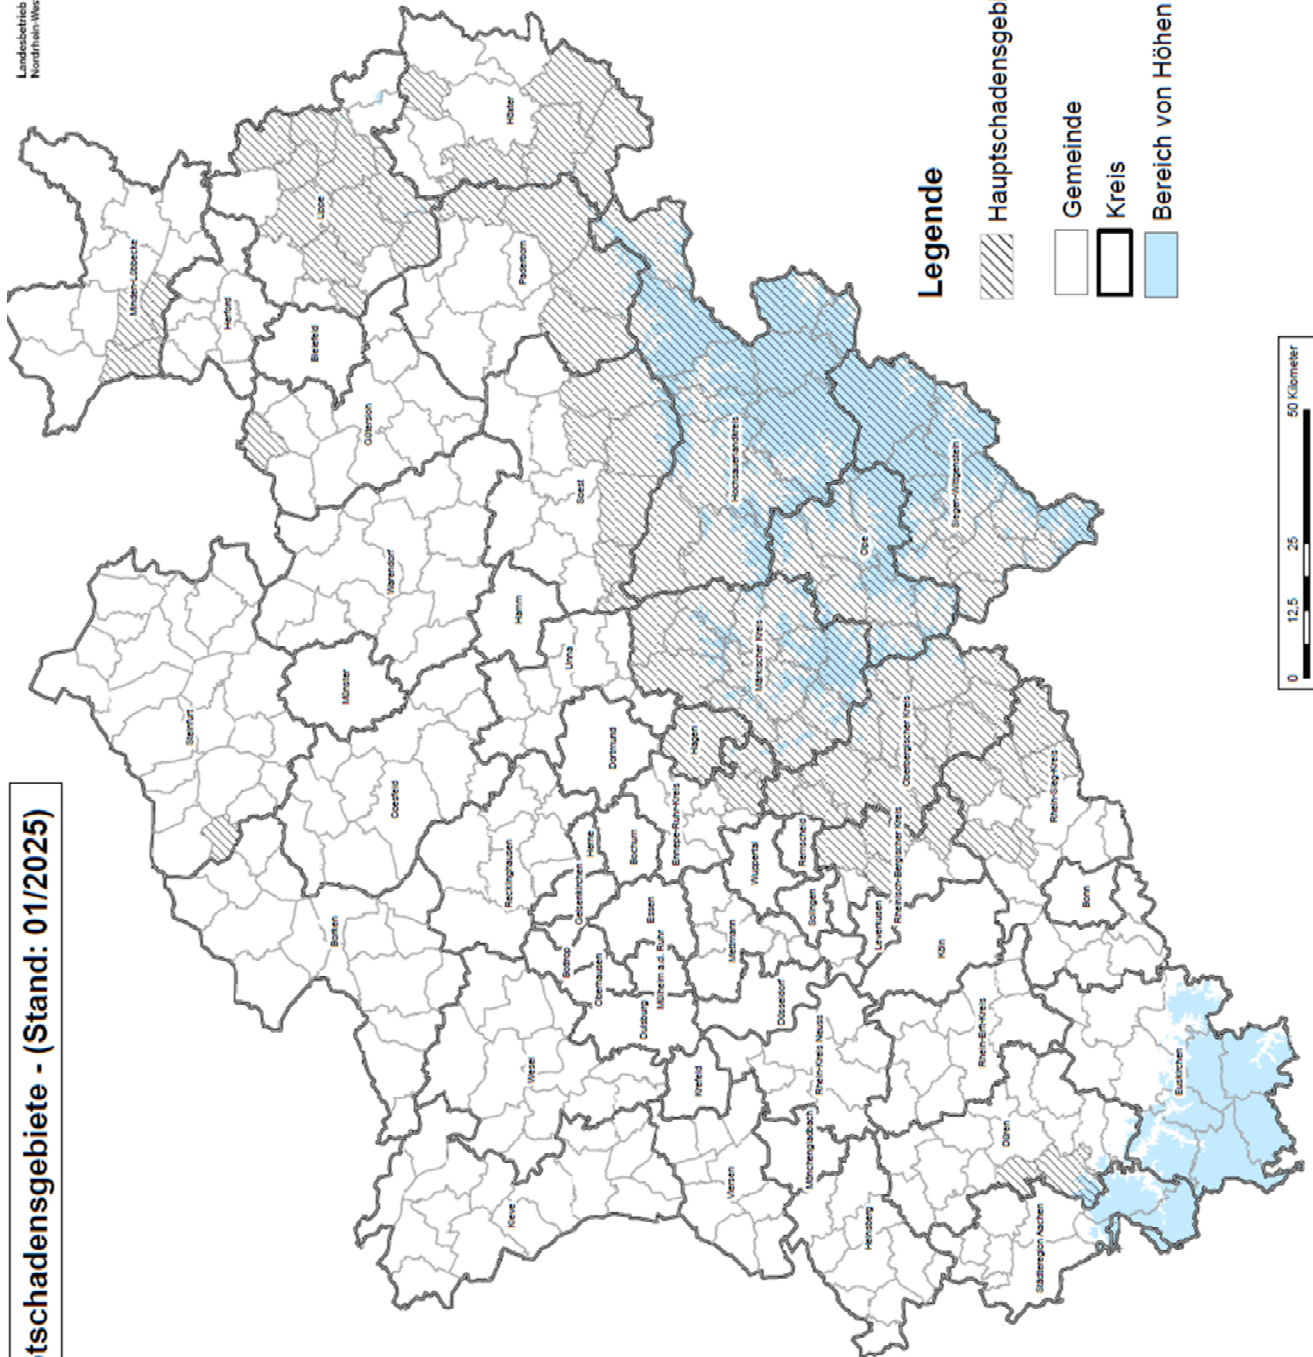 tschadensgebiete - (Stand: 01/2025)
Landesbetrieb
Nordrhein-Wes
Minden-Lübbecke
Herford
Lippe
Bielefeld
Höxter
Steinfurt
Gütersloh
Münster
Warendorf
Paderborn
Borken
Coesfeld
Kleve
Wesel
Recklinghausen
Hamm
Soest
Bottrop
Gelsenkirchen
Herne
Unna
Oberhausen
Duisburg
Mülheim a.d. Ruhr
Essen
Bochum
Dortmund
Krefeld
Ennepe-Ruhr-Kreis
Hagen
Viersen
Mettmann
Wuppertal
Märkischer Kreis
Hochsauerlandkreis
Mönchengladbach
Rhein-Kreis Neuss
Düsseldorf
Solingen
Remscheid
Heinsberg
Leverkusen
Rheinisch-Bergischer Kreis
Oberbergischer Kreis
Olpe
Köln
Siegen-Wittgenstein
Rhein-Erft-Kreis
Düren
Städteregion Aachen
Bonn
Rhein-Sieg-Kreis
Euskirchen
Legende
Hauptschadensgebi
Gemeinde
Kreis
Bereich von Höhen
0 12,5 25 50 Kilometer